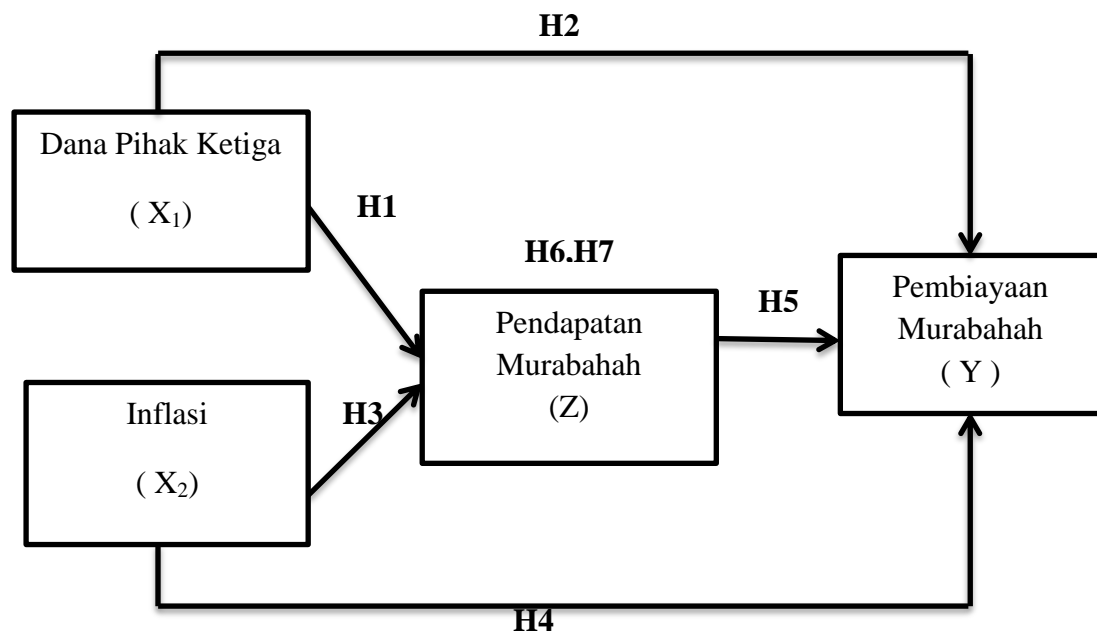 H2
Dana Pihak Ketiga
( X₁)
H1
H6.H7
Pendapatan
Murabahah
(Z)
H5
Pembiayaan
Murabahah
( Y )
Inflasi
( X₂)
H3
H4